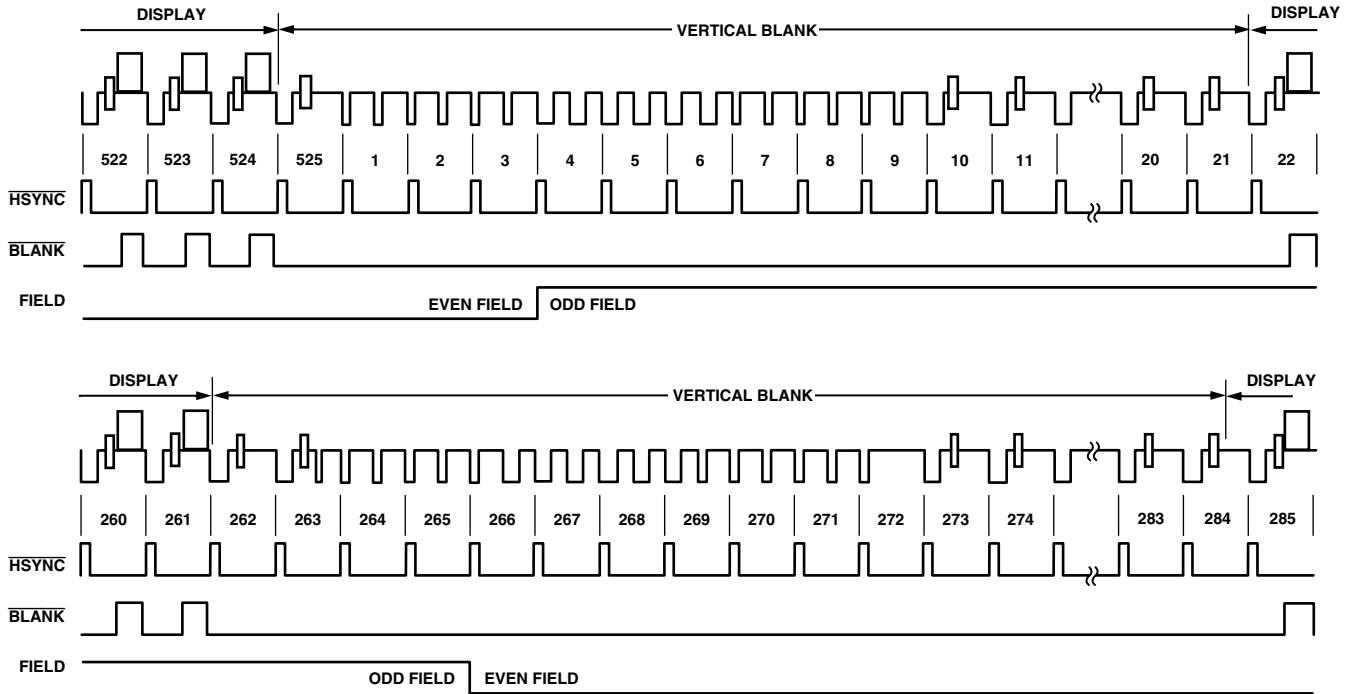 DISPLAY VERTICAL BLANK DISPLAY
522 523 524 525 1 2 3 4 5 6 7 8 9 10 11 20 21 22
HSYNC
BLANK
FIELD EVEN FIELD ODD FIELD
DISPLAY VERTICAL BLANK DISPLAY
260 261 262 263 264 265 266 267 268 269 270 271 272 273 274 283 284 285
HSYNC
BLANK
FIELD ODD FIELD EVEN FIELD